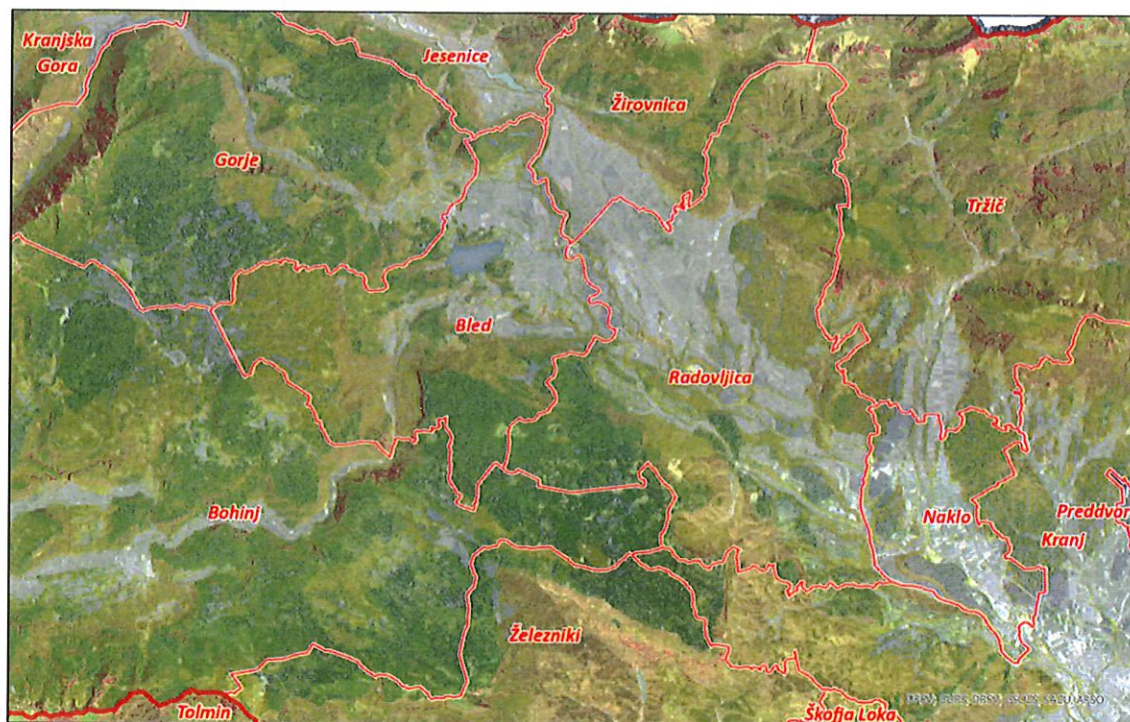 Kranjska
Gora
Jesenice
Žirovnica
Gorje
Tržič
Bled
Radovljica
Bohinj
Naklo
Preddvor
Kranj
Železniki
Tolmin
Škofja Loka